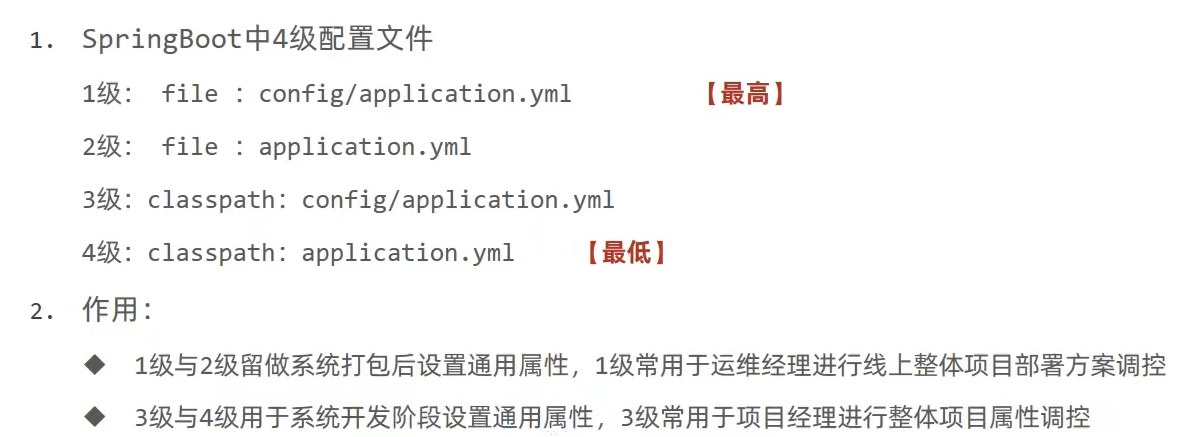 1. SpringBoot中4级配置文件
1级： file ：config/application.yml 【最高】
2级： file ：application.yml
3级：classpath：config/application.yml
4级：classpath：application.yml 【最低】
2. 作用：
◆ 1级与2级留做系统打包后设置通用属性，1级常用于运维经理进行线上整体项目部署方案调控
◆ 3级与4级用于系统开发阶段设置通用属性，3级常用于项目经理进行整体项目属性调控